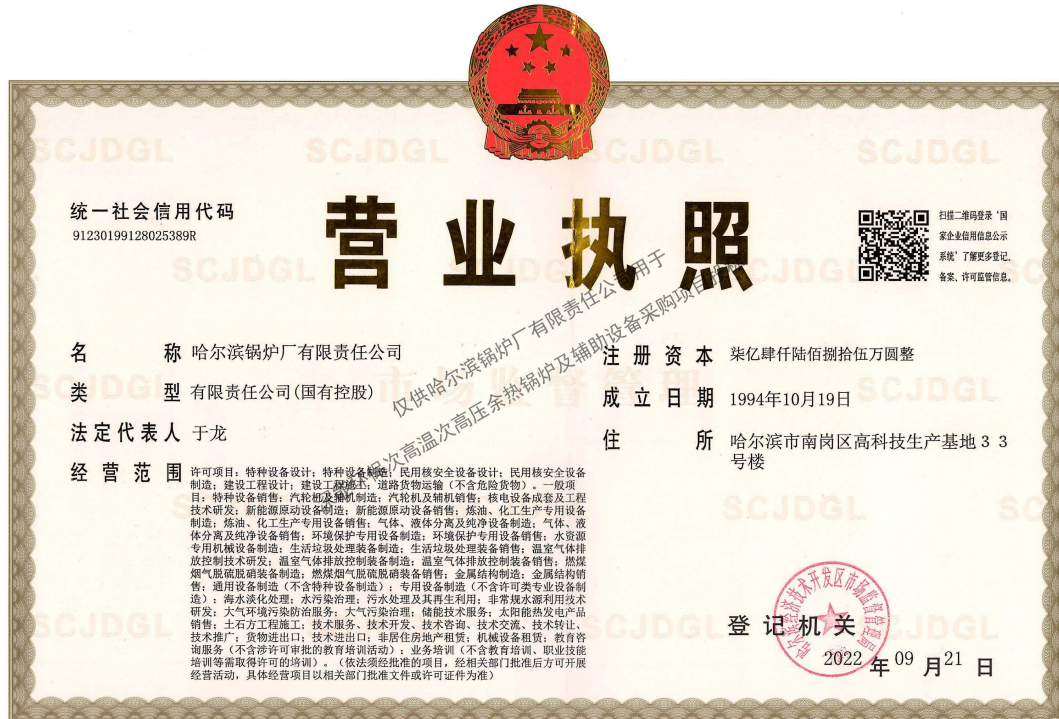 统一社会信用代码
91230199128025389R
营业执照
扫描二维码登录‘国
家企业信用信息公示
系统’了解更多登记、
备案、许可监管信息。
名称 哈尔滨锅炉厂有限责任公司
类型 有限责任公司(国有控股)
法定代表人 于龙
经营范围 许可项目：特种设备设计；特种设备制造；民用核安全设备设计；民用核安全设备
制造；建设工程设计；建设工程施工；道路货物运输（不含危险货物）。一般项
目：特种设备销售；汽轮机及辅机制造；汽轮机及辅机销售；核电设备成套及工程
技术研发；新能源原动设备制造；新能源原动设备销售；炼油、化工生产专用设备
制造；炼油、化工生产专用设备销售；气体、液体分离及纯净设备制造；气体、液
体分离及纯净设备销售；环境保护专用设备制造；环境保护专用设备销售；水资源
专用机械设备制造；生活垃圾处理装备制造；生活垃圾处理装备销售；温室气体排
放控制技术研发；温室气体排放控制装备制造；温室气体排放控制装备销售；燃煤
烟气脱硫脱硝装备制造；燃煤烟气脱硫脱硝装备销售；金属结构制造；金属结构销
售；通用设备制造（不含特种设备制造）；专用设备制造（不含许可类专业设备制
造）；海水淡化处理；水污染治理；污水处理及其再生利用；非常规水源利用技术
研发；大气环境污染防治服务；大气污染治理；储能技术服务；太阳能热发电产品
销售；土石方工程施工；技术服务、技术开发、技术咨询、技术交流、技术转让、
技术推广；货物进出口；技术进出口；非居住房地产租赁；机械设备租赁；教育咨
询服务（不含涉许可审批的教育培训活动）；业务培训（不含教育培训、职业技能
培训等需取得许可的培训）。（依法须经批准的项目，经相关部门批准后方可开展
经营活动，具体经营项目以相关部门批准文件或许可证件为准）
注册资本 柒亿肆仟陆佰捌拾伍万圆整
成立日期 1994年10月19日
住所 哈尔滨市南岗区高科技生产基地３３
号楼
登记机关
2022年09月21日
仅供哈尔滨锅炉厂有限责任公司用于
次高温次高压余热锅炉及辅助设备采购项目
SCJDGL SCJDGL SCJDGL SCJDGL
市场监督管理